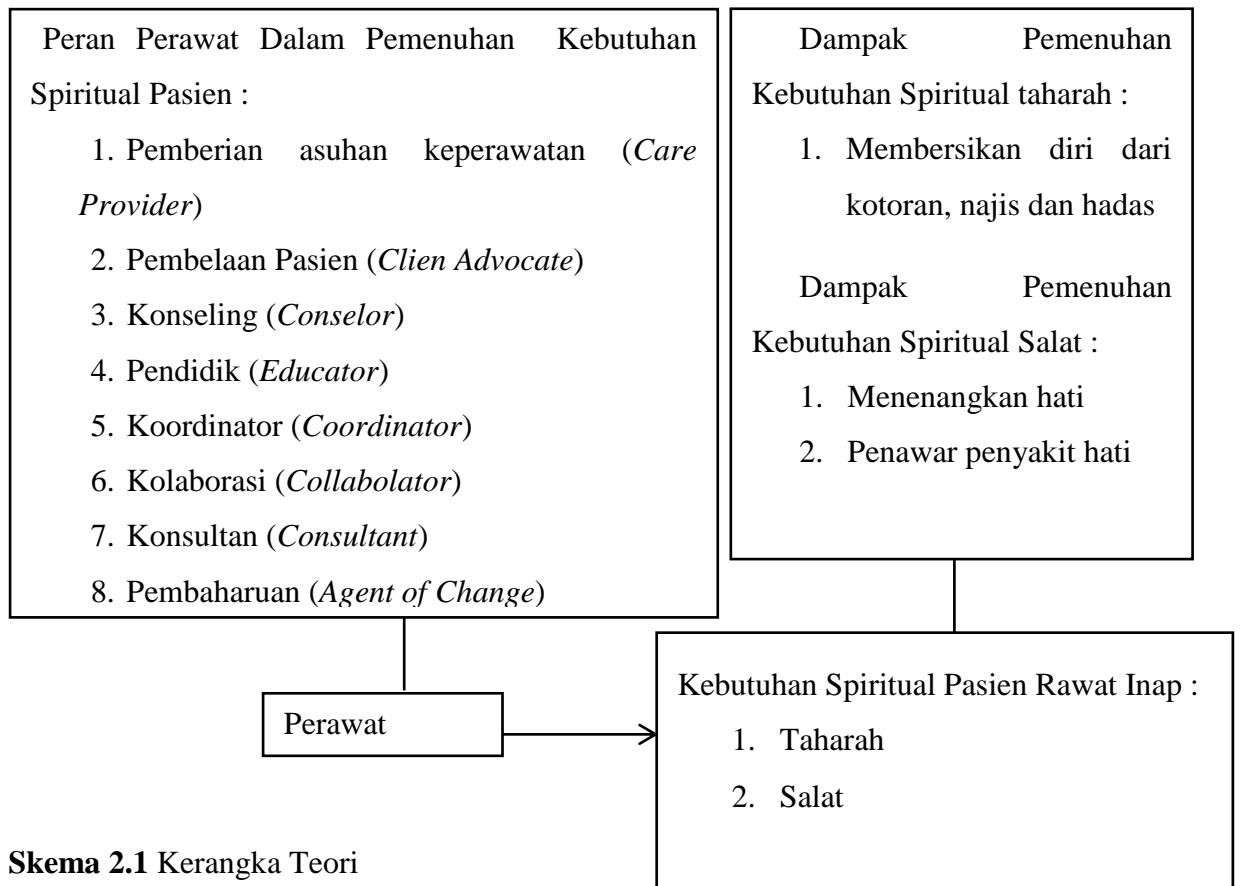 Peran Perawat Dalam Pemenuhan Kebutuhan
Spiritual Pasien :
1. Pemberian asuhan keperawatan (Care
Provider)
2. Pembelaan Pasien (Clien Advocate)
3. Konseling (Conselor)
4. Pendidik (Educator)
5. Koordinator (Coordinator)
6. Kolaborasi (Collabolator)
7. Konsultan (Consultant)
8. Pembaharuan (Agent of Change)
Dampak Pemenuhan
Kebutuhan Spiritual taharah :
1. Membersikan diri dari
kotoran, najis dan hadas
Dampak Pemenuhan
Kebutuhan Spiritual Salat :
1. Menenangkan hati
2. Penawar penyakit hati
Perawat
Kebutuhan Spiritual Pasien Rawat Inap :
1. Taharah
2. Salat
Skema 2.1 Kerangka Teori